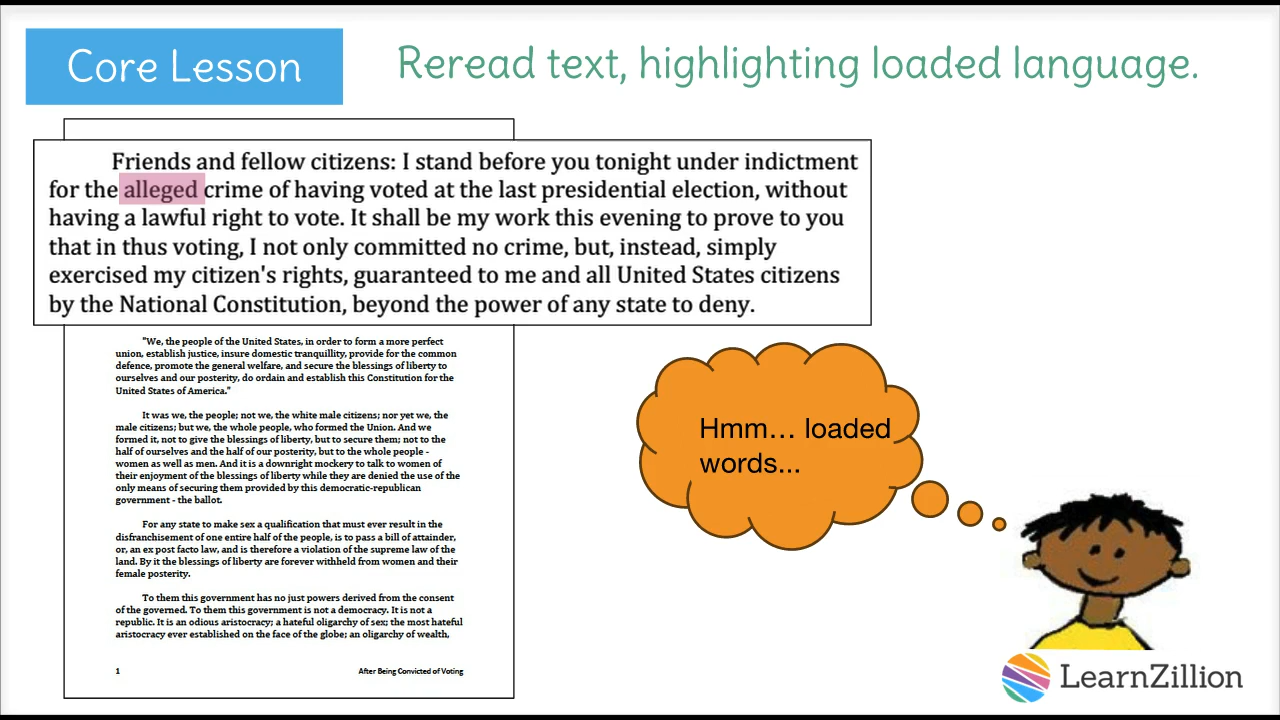 Core Lesson
Reread text, highlighting loaded language.
Friends and fellow citizens: I stand before you tonight under indictment
for the alleged crime of having voted at the last presidential election, without
having a lawful right to vote. It shall be my work this evening to prove to you
that in thus voting, I not only committed no crime, but, instead, simply
exercised my citizen's rights, guaranteed to me and all United States citizens
by the National Constitution, beyond the power of any state to deny.
"We, the people of the United States, in order to form a more perfect
union, establish justice, insure domestic tranquillity, provide for the common
defence, promote the general welfare, and secure the blessings of liberty to
ourselves and our posterity, do ordain and establish this Constitution for the
United States of America."
It was we, the people; not we, the white male citizens; nor yet we, the
male citizens; but we, the whole people, who formed the Union. And we
formed it, not to give the blessings of liberty, but to secure them; not to the
half of ourselves and the half of our posterity, but to the whole people -
women as well as men. And it is a downright mockery to talk to women of
their enjoyment of the blessings of liberty while they are denied the use of the
only means of securing them provided by this democratic-republican
government - the ballot.
For any state to make sex a qualification that must ever result in the
disfranchisement of one entire half of the people, is to pass a bill of attainder,
or, an ex post facto law, and is therefore a violation of the supreme law of the
land. By it the blessings of liberty are forever withheld from women and their
female posterity.
To them this government has no just powers derived from the consent
of the governed. To them this government is not a democracy. It is not a
republic. It is an odious aristocracy; a hateful oligarchy of sex; the most hateful
aristocracy ever established on the face of the globe; an oligarchy of wealth,
1 After Being Convicted of Voting
Hmm... loaded
words...
LearnZillion